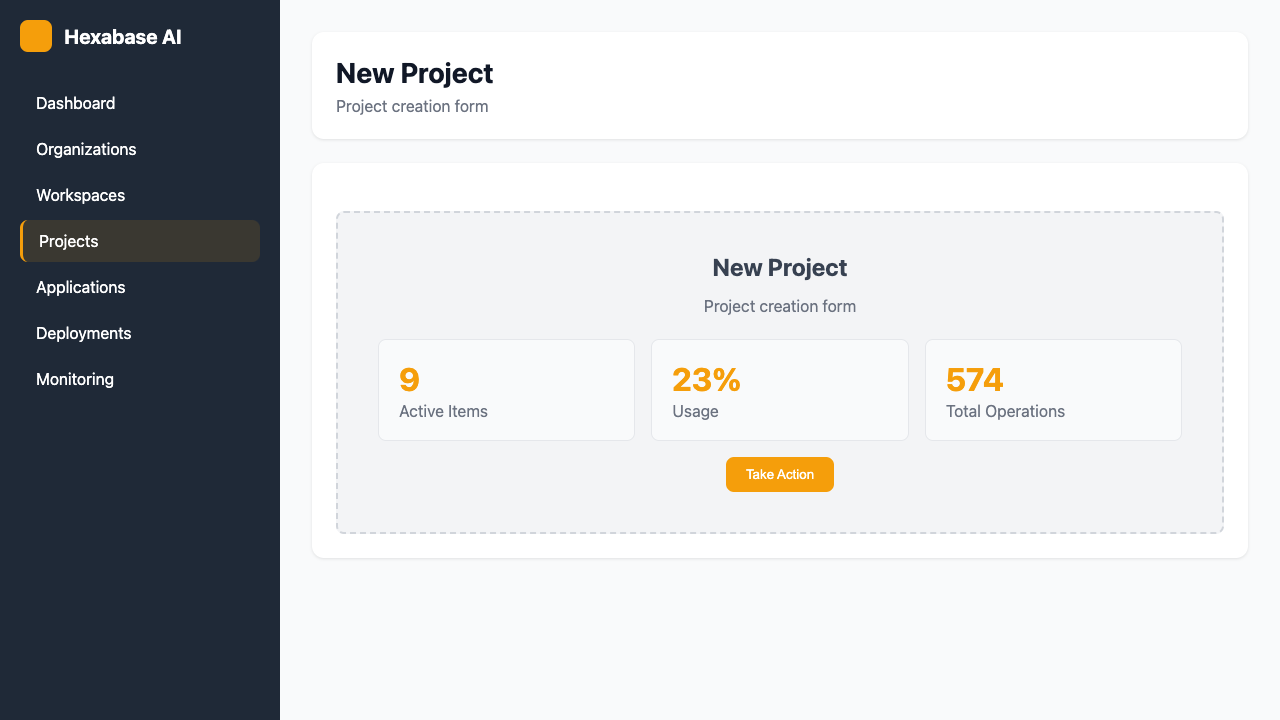 Hexabase AI
Dashboard
Organizations
Workspaces
Projects
Applications
Deployments
Monitoring
New Project
Project creation form
New Project
Project creation form
9
Active Items
23%
Usage
574
Total Operations
Take Action